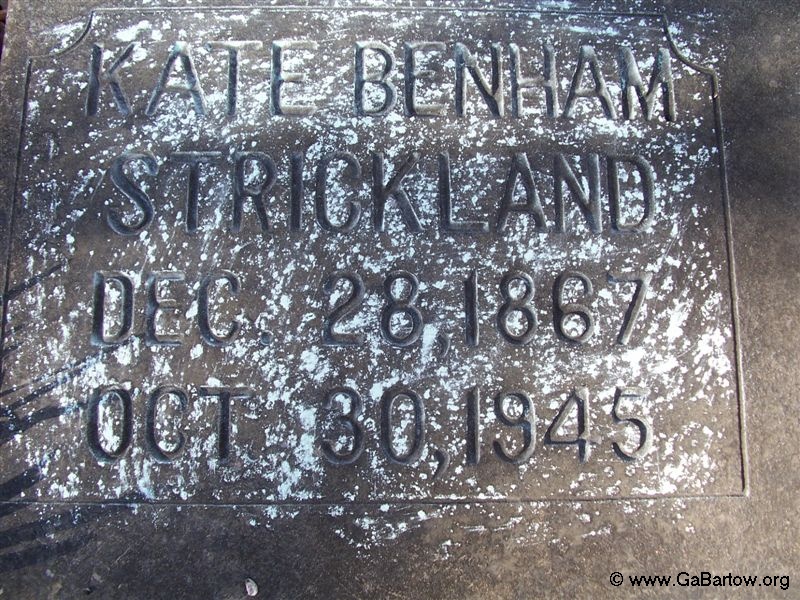 KATE BENHAM
STRICKLAND
DEC. 28, 1867
OCT 30, 1945
© www.GaBartow.org